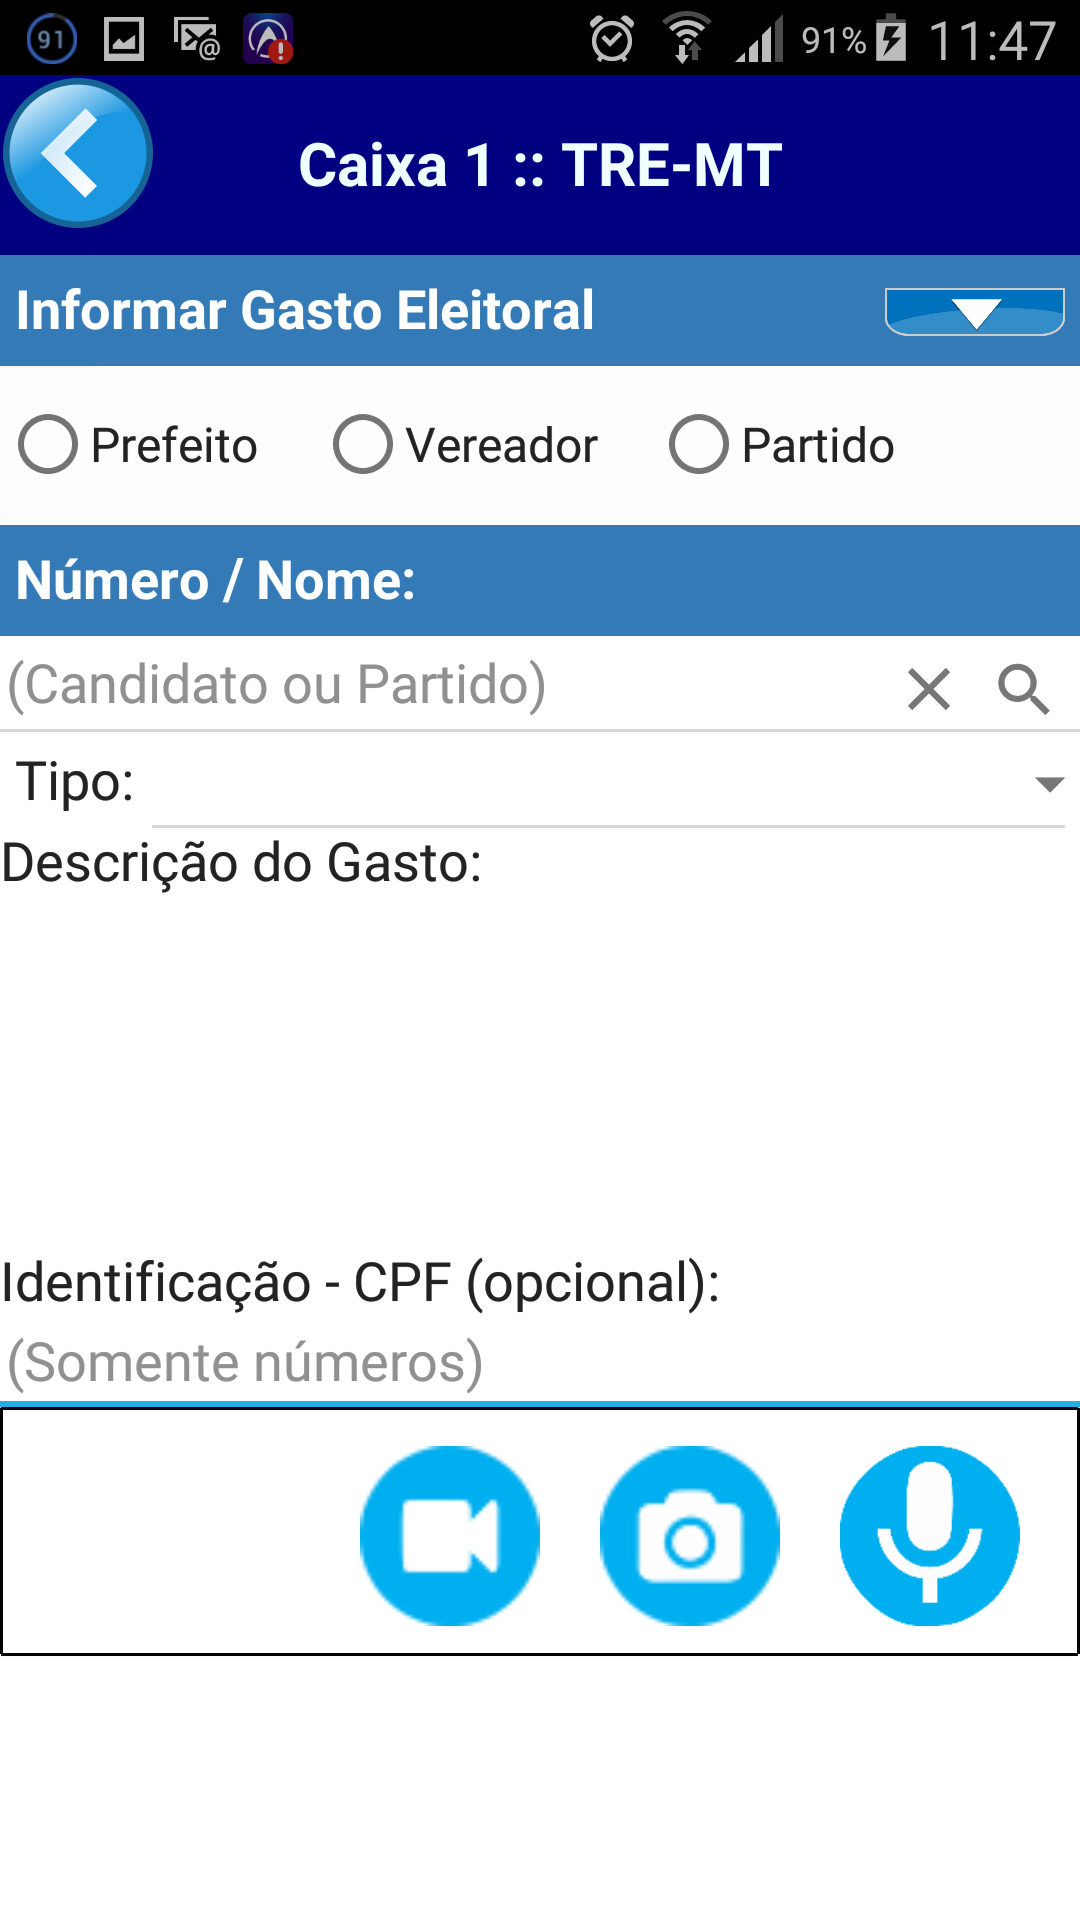 91 91% 11:47
Caixa 1 :: TRE-MT
Informar Gasto Eleitoral
Prefeito Vereador Partido
Número / Nome:
(Candidato ou Partido)
Tipo:
Descrição do Gasto:
Identificação - CPF (opcional):
(Somente números)